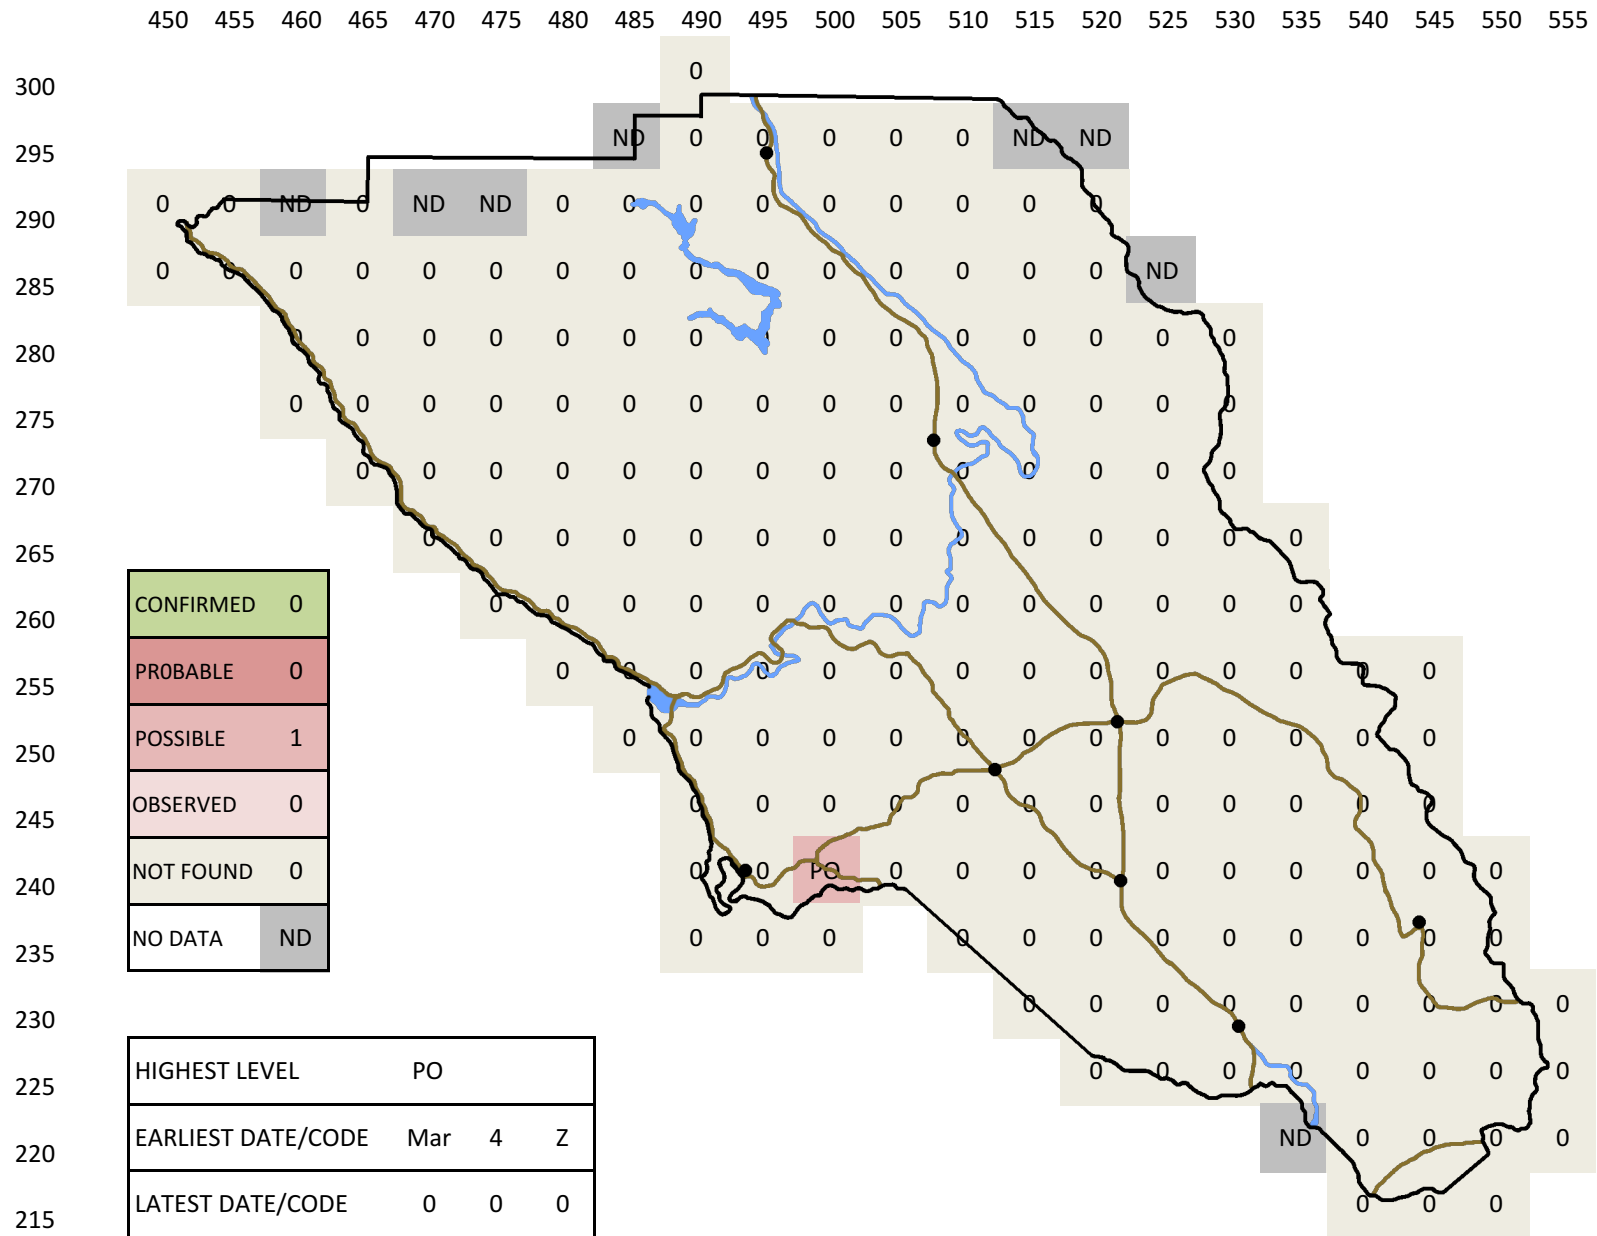 450 455 460 465 470 475 480 485 490 495 500 505 510 515 520 525 530 535 540 545 550 555
300 0
295 ND 0 0 0 0 0 ND ND
290 0 0 ND 0 ND ND 0 0 0 0 0 0 0 0 0
285 0 0 0 0 0 0 0 0 0 0 0 0 0 0 0 ND
280 0 0 0 0 0 0 0 0 0 0 0 0 0 0 0
275 0 0 0 0 0 0 0 0 0 0 0 0 0 0 0
270 0 0 0 0 0 0 0 0 0 0 0 0 0 0
265 0 0 0 0 0 0 0 0 0 0 0 0 0 0
260 CONFIRMED 0 0 0 0 0 0 0 0 0 0 0 0 0 0
255 PR0BABLE 0 0 0 0 0 0 0 0 0 0 0 0 0 0 0
250 POSSIBLE 1 0 0 0 0 0 0 0 0 0 0 0 0 0
245 OBSERVED 0 0 0 0 0 0 0 0 0 0 0 0 0
240 NOT FOUND 0 0 0 PO 0 0 0 0 0 0 0 0 0 0
235 NO DATA ND 0 0 0 0 0 0 0 0 0 0 0 0
230 0 0 0 0 0 0 0 0 0
225 HIGHEST LEVEL PO 0 0 0 0 0 0 0 0
220 EARLIEST DATE/CODE Mar 4 Z ND 0 0 0 0
215 LATEST DATE/CODE 0 0 0 0 0 0